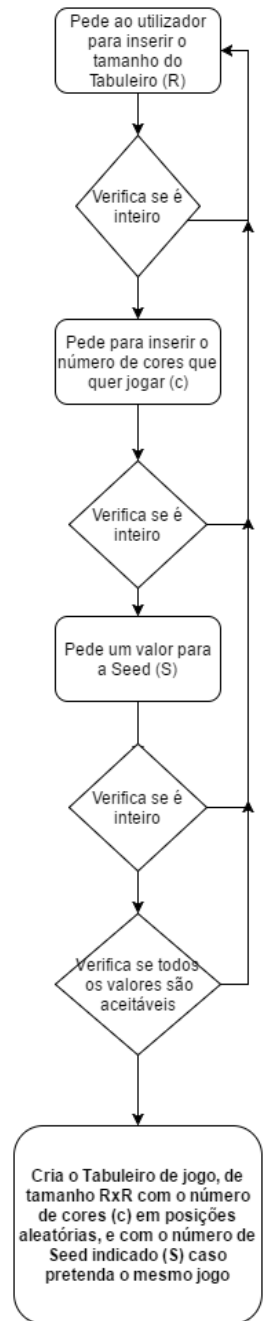 Pede ao utilizador
para inserir o
tamanho do
Tabuleiro (R)
Verifica se é
inteiro
Pede para inserir o
número de cores que
quer jogar (c)
Verifica se é
inteiro
Pede um valor para
a Seed (S)
Verifica se é
inteiro
Verifica se todos
os valores são
aceitáveis
Cria o Tabuleiro de jogo, de
tamanho RxR com o número
de cores (c) em posições
aleatórias, e com o número de
Seed indicado (S) caso
pretenda o mesmo jogo